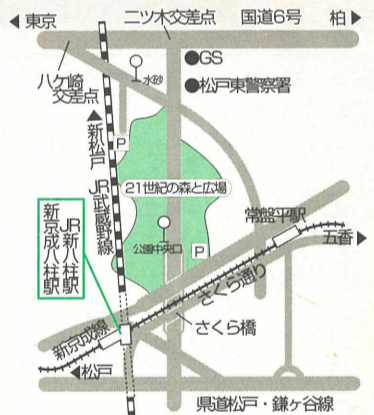 ◀東京
二ツ木交差点
国道6号
柏▶
八ケ崎
交差点
水砂
●GS
●松戸東警察署
▲新松戸
P
JR武蔵野線
21世紀の森と広場
公園中央口
P
常盤平駅
五香▶
JR新八柱駅
新京成八柱駅
さくら通り
新京成線
さくら橋
◀松戸
県道松戸・鎌ヶ谷線